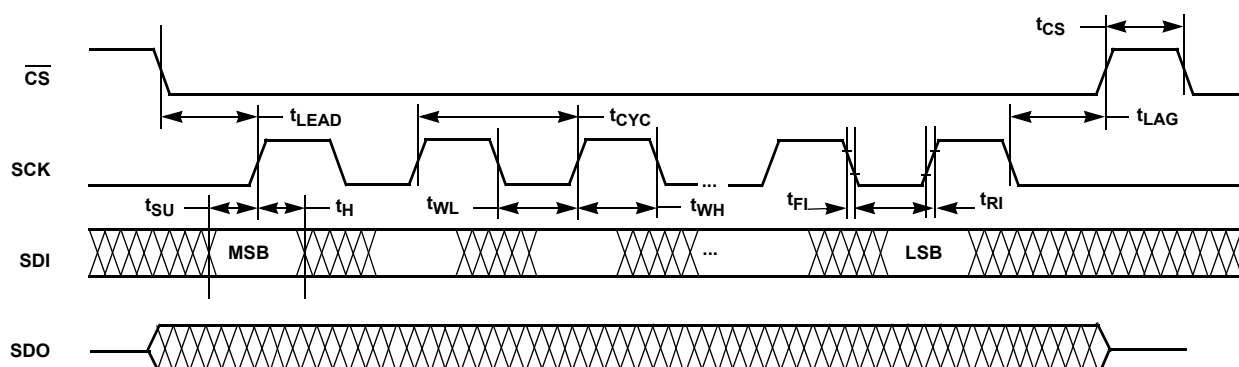 tCS
CS
tLEAD
tCYC
tLAG
SCK
...
tSU
tH
tWL
tWH
tFI
tRI
SDI
MSB
...
LSB
SDO